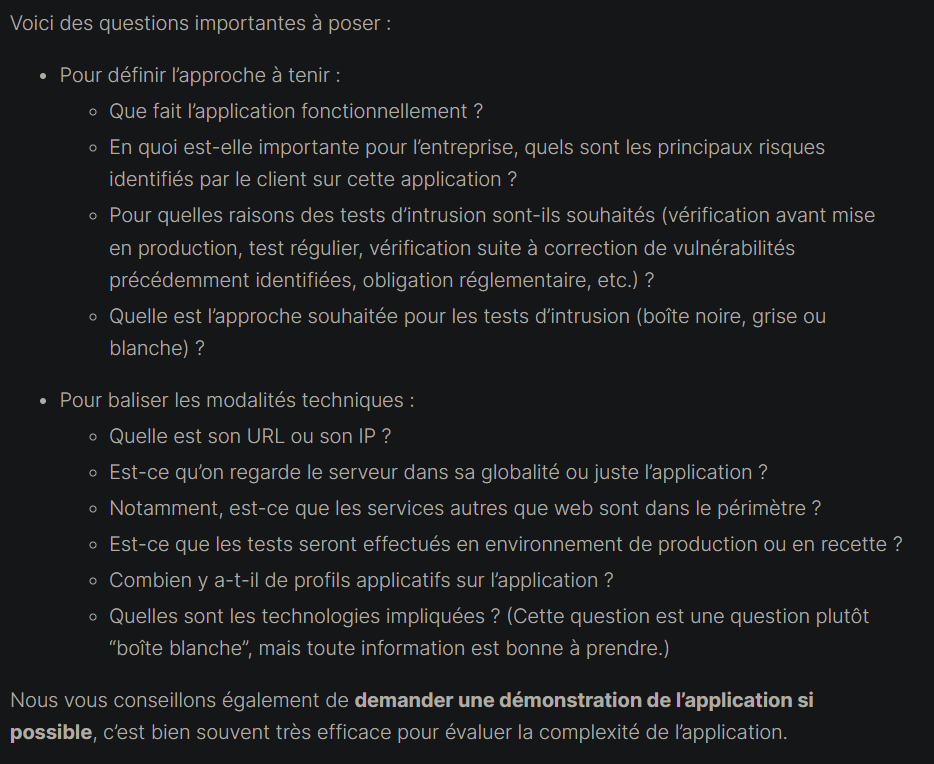 Voici des questions importantes à poser :
• Pour définir l’approche à tenir :
◦ Que fait l’application fonctionnellement ?
◦ En quoi est-elle importante pour l’entreprise, quels sont les principaux risques
identifiés par le client sur cette application ?
◦ Pour quelles raisons des tests d’intrusion sont-ils souhaités (vérification avant mise
en production, test régulier, vérification suite à correction de vulnérabilités
précédemment identifiées, obligation réglementaire, etc.) ?
◦ Quelle est l’approche souhaitée pour les tests d’intrusion (boîte noire, grise ou
blanche) ?
• Pour baliser les modalités techniques :
◦ Quelle est son URL ou son IP ?
◦ Est-ce qu’on regarde le serveur dans sa globalité ou juste l’application ?
◦ Notamment, est-ce que les services autres que web sont dans le périmètre ?
◦ Est-ce que les tests seront effectués en environnement de production ou en recette ?
◦ Combien y a-t-il de profils applicatifs sur l’application ?
◦ Quelles sont les technologies impliquées ? (Cette question est une question plutôt
“boîte blanche”, mais toute information est bonne à prendre.)
Nous vous conseillons également de demander une démonstration de l’application si
possible, c’est bien souvent très efficace pour évaluer la complexité de l’application.